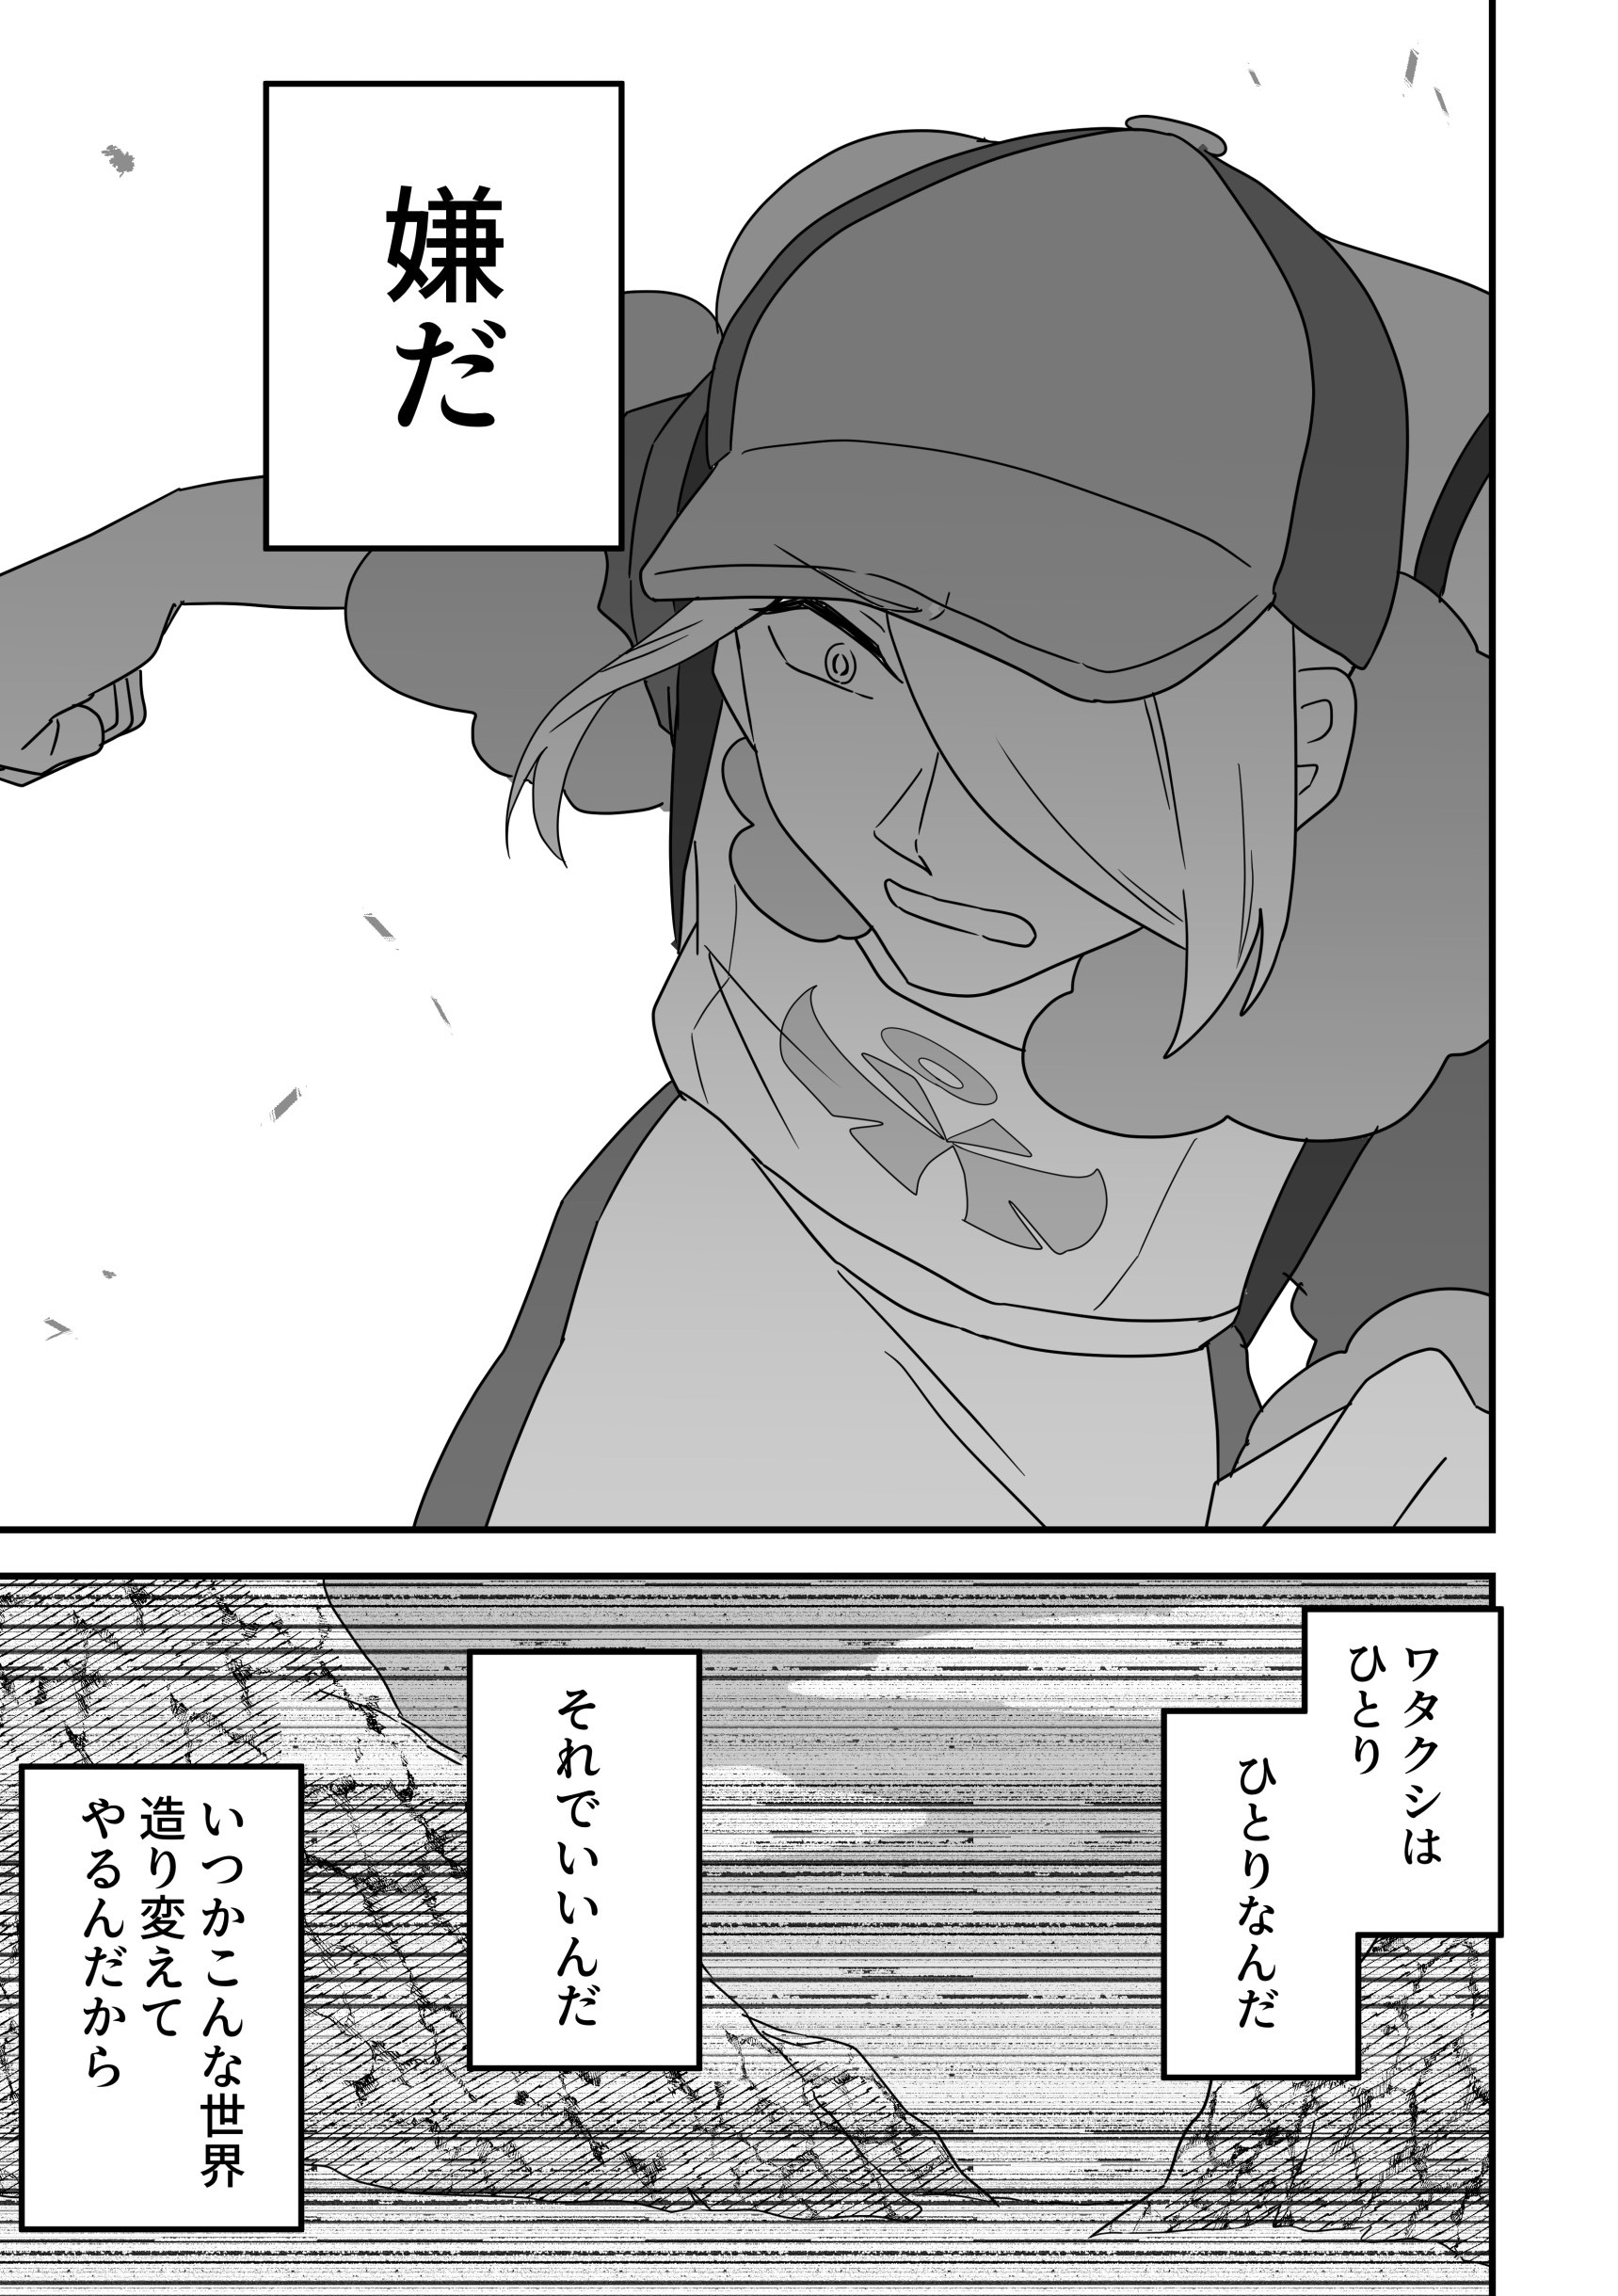 嫌だ
ワタクシは
ひとり
ひとりなんだ
それでいいんだ
いつかこんな世界
造り変えて
やるんだから